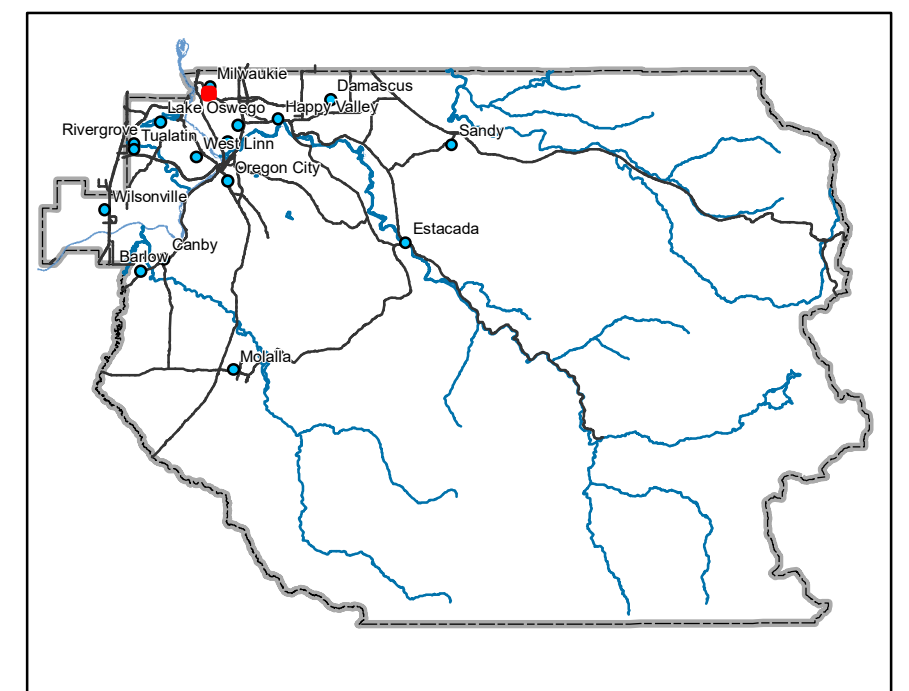 Milwaukie
Damascus
Lake Oswego
Happy Valley
Rivergrove
Tualatin
West Linn
Sandy
Oregon City
Wilsonville
Estacada
Canby
Barlow
Molalla